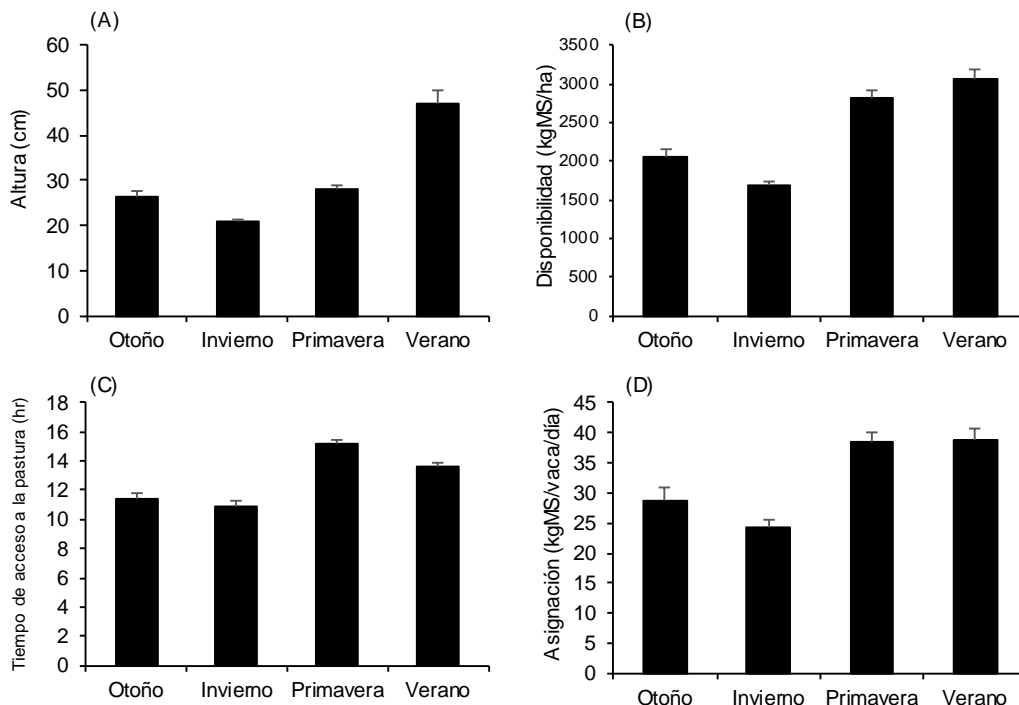 (A)
Altura (cm)
60
50
40
30
20
10
0
Otoño Invierno Primavera Verano
(B)
Disponibilidad (kgMS/ha)
3500
3000
2500
2000
1500
1000
500
0
Otoño Invierno Primavera Verano
(C)
Tiempo de acceso a la pastura (hr)
18
16
14
12
10
8
6
4
2
0
Otoño Invierno Primavera Verano
(D)
Asignación (kgMS/vaca/día)
45
40
35
30
25
20
15
10
5
0
Otoño Invierno Primavera Verano